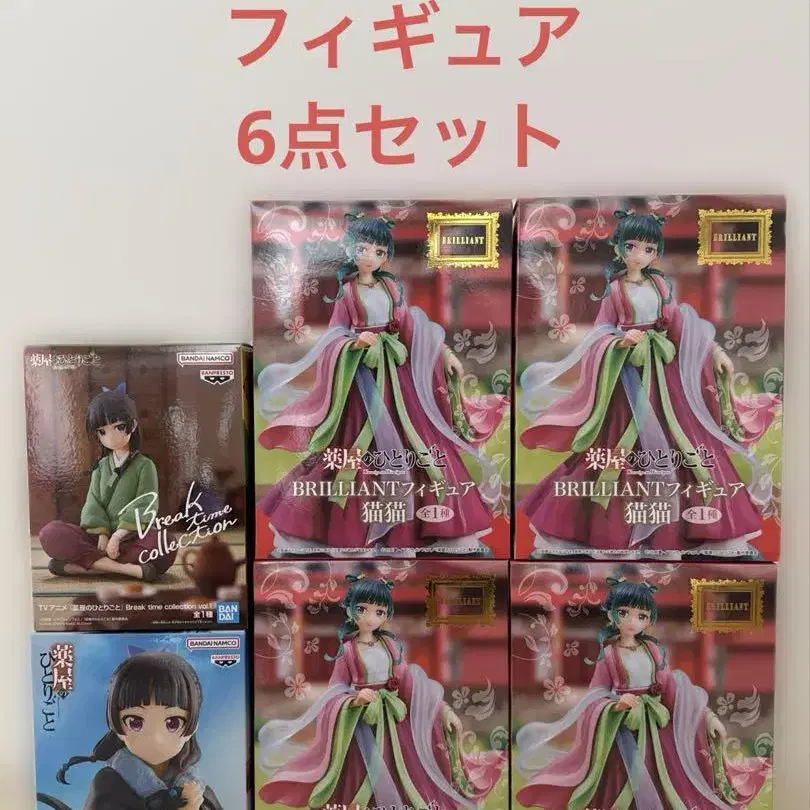 フィギュア
6点セット
BRILLIANT
BRILLIANT
薬屋のひとりごと
BRILLIANTフィギュア
猫猫 全1種
薬屋のひとりごと
BRILLIANTフィギュア
猫猫 全1種
薬屋のひとりごと
BANDAI NAMCO
BANPRESTO
Break
time
collection
TVアニメ「薬屋のひとりごと」Break time collection vol.1
全1種
BAN
DAI
BANDAI NAMCO
BANPRESTO
薬屋の
ひとりごと
BRILLIANT
BRILLIANT